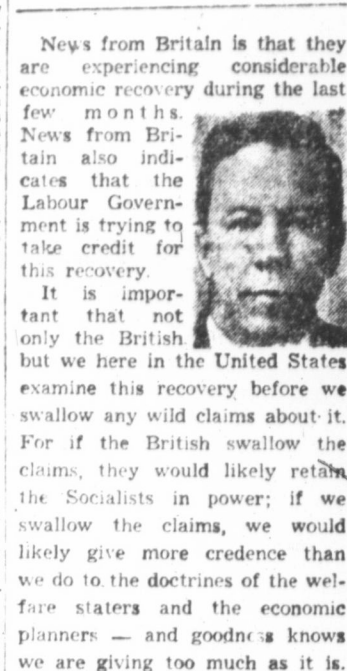 News from Britain is that they
are experiencing considerable
economic recovery during the last
few months.
News from Bri-
tain also indi-
cates that the
Labour Govern-
ment is trying to
take credit for
this recovery.
It is impor-
tant that not
only the British
but we here in the United States
examine this recovery before we
swallow any wild claims about it.
For if the British swallow the
claims, they would likely retain
the Socialists in power; if we
swallow the claims, we would
likely give more credence than
we do to the doctrines of the wel-
fare staters and the economic
planners — and goodness knows
we are giving too much as it is.